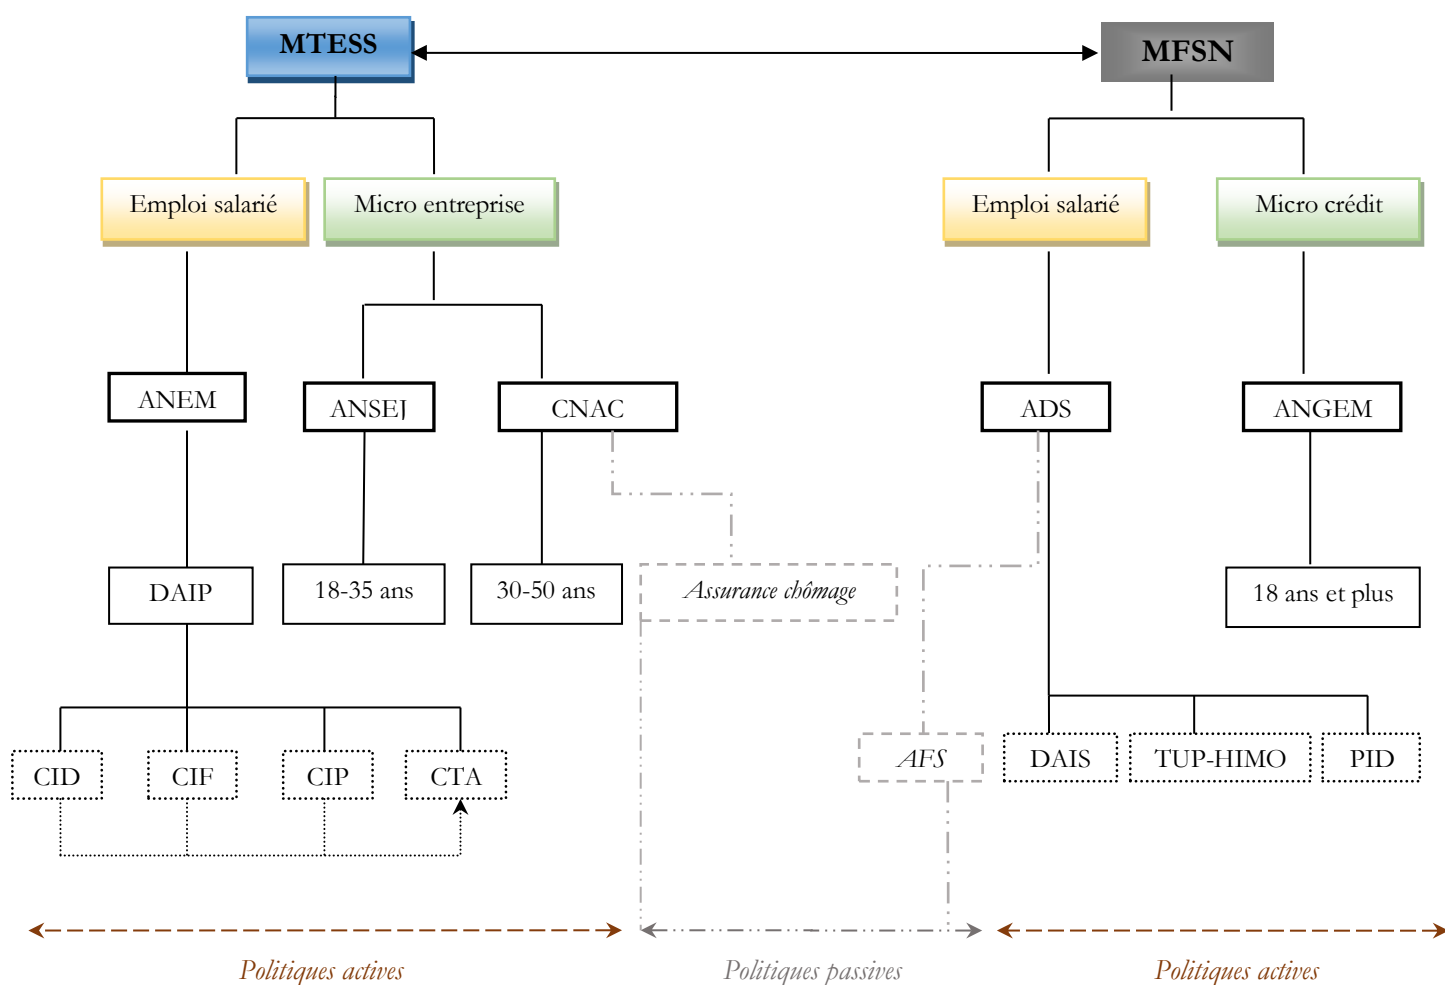 MTESS
MFSN
Emploi salarié
Micro entreprise
Emploi salarié
Micro crédit
ANEM
ANSEJ
CNAC
ADS
ANGEM
DAIP
18-35 ans
30-50 ans
Assurance chômage
18 ans et plus
CID
CIF
CIP
CTA
AFS
DAIS
TUP-HIMO
PID
Politiques actives
Politiques passives
Politiques actives